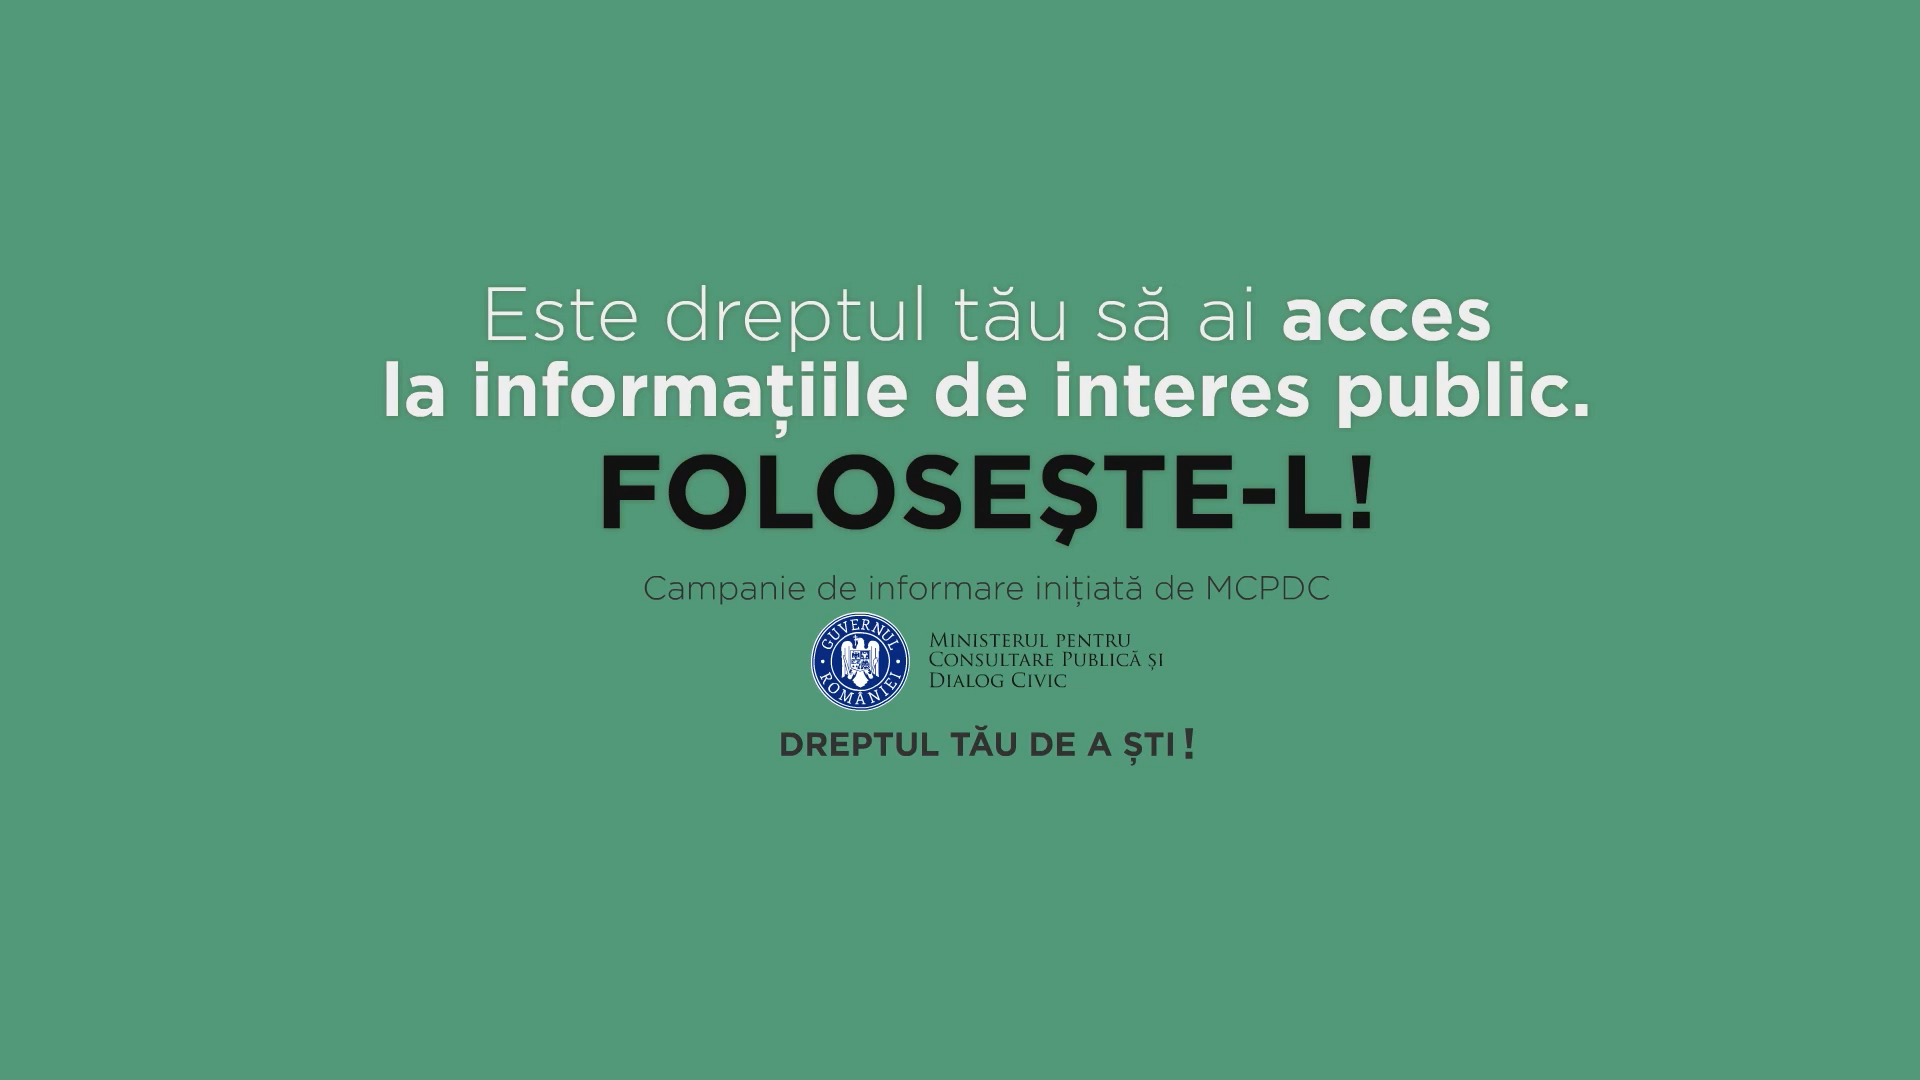 Este dreptul tău să ai acces
la informațiile de interes public.
FOLOSEȘTE-L!
Campanie de informare inițiată de MCPDC
GUVERNUL ROMÂNIEI
MINISTERUL PENTRU
CONSULTARE PUBLICĂ ȘI
DIALOG CIVIC
DREPTUL TĂU DE A ȘTI!